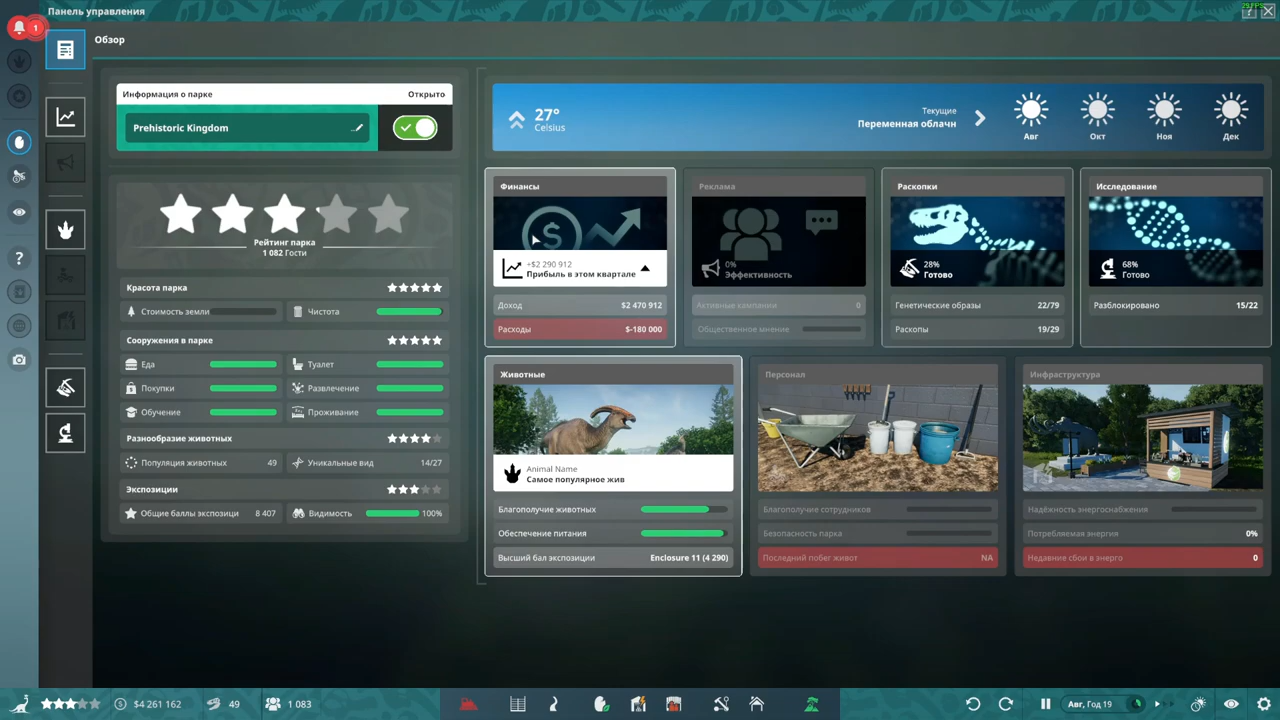 Панель управления
29 FPS
?
1
Обзор
Информация о парке
Открыто
Prehistoric Kingdom
27°
Celsius
Текущие
Переменная облачн
Авг
Окт
Ноя
Дек
Рейтинг парка
1 082 Гости
Красота парка
Стоимость земли
Чистота
Сооружения в парке
Еда
Туалет
Покупки
Развлечение
Обучение
Проживание
Разнообразие животных
Популяция животных 49
Уникальные вид 14/27
Экспозиции
Общие баллы экспозици 8 407
Видимость 100%
Финансы
+$2 290 912
Прибыль в этом квартале
Доход $2 470 912
Расходы $-180 000
Реклама
0%
Эффективность
Активные кампании 0
Общественное мнение
Раскопки
28%
Готово
Генетические образы 22/79
Раскопы 19/29
Исследование
68%
Готово
Разблокировано 15/22
Животные
Animal Name
Самое популярное жив
Благополучие животных
Обеспечение питания
Высший бал экспозиции Enclosure 11 (4 290)
Персонал
Благополучие сотрудников
Безопасность парка
Последний побег живот NA
Инфраструктура
Надёжность энергоснабжения
Потребляемая энергия 0%
Недавние сбои в энерго 0
?
$4 261 162
49
1 083
Авг, Год 19